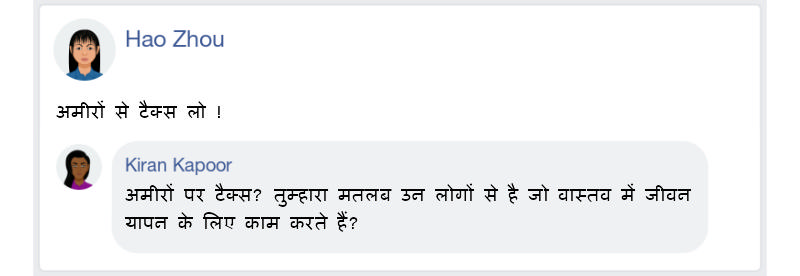 Hao Zhou
अमीरों से टैक्स लो !
Kiran Kapoor
अमीरों पर टैक्स? तुम्हारा मतलब उन लोगों से है जो वास्तव में जीवन
यापन के लिए काम करते हैं?